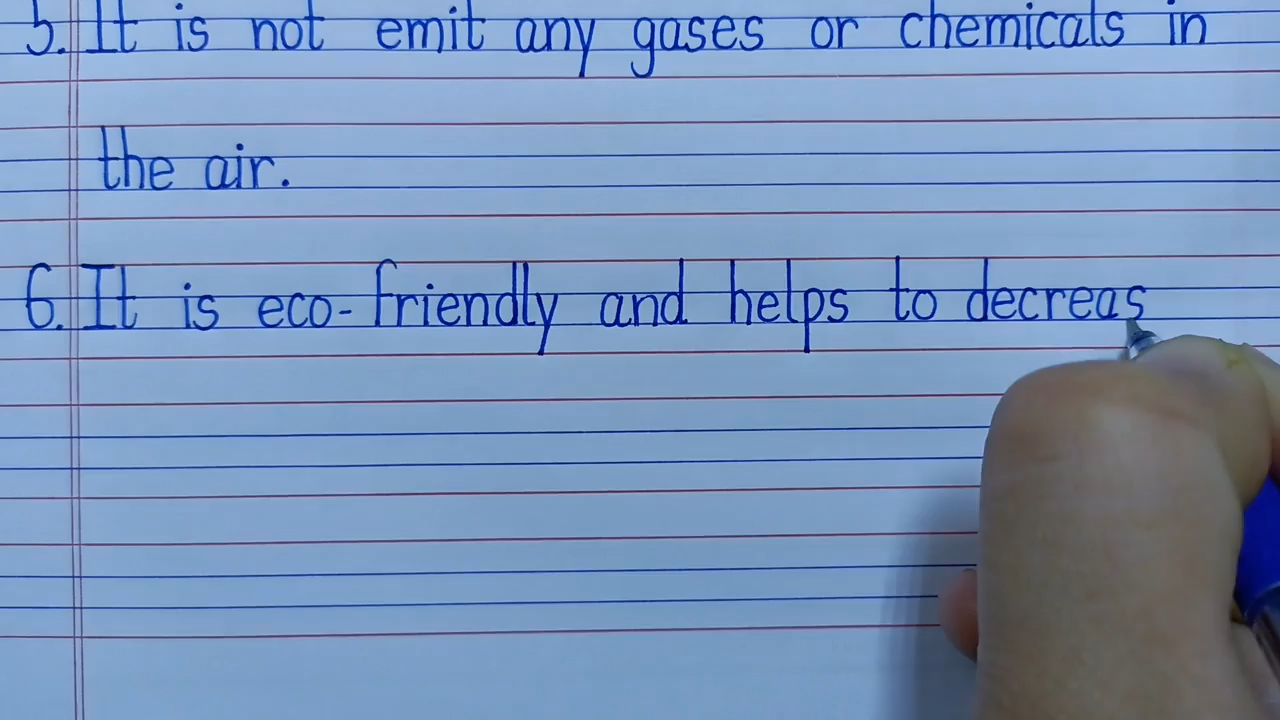 5. It is not emit any gases or chemicals in
the air.
6. It is eco-friendly and helps to decreas